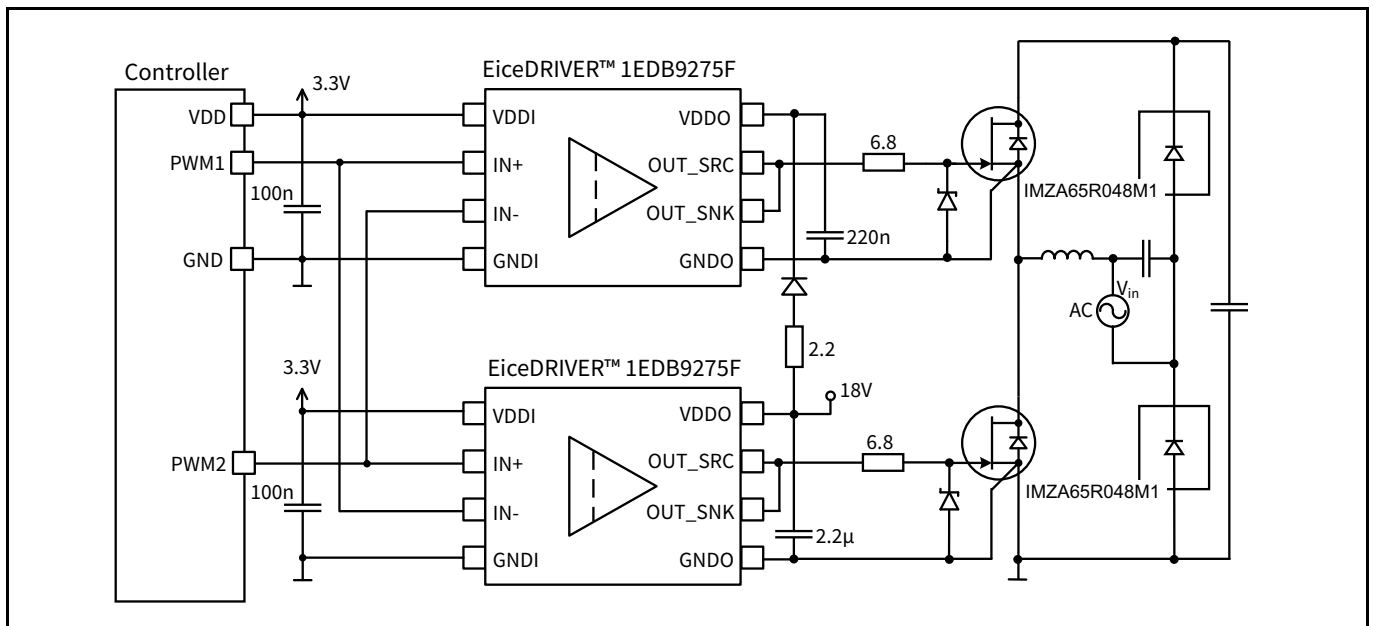 Controller
VDD
PWM1
GND
PWM2
3.3V
100n
3.3V
100n
EiceDRIVER™ 1EDB9275F
VDDI
IN+
IN-
GNDI
VDDO
OUT_SRC
OUT_SNK
GNDO
220n
2.2
EiceDRIVER™ 1EDB9275F
VDDI
IN+
IN-
GNDI
VDDO
OUT_SRC
OUT_SNK
GNDO
18V
2.2µ
6.8
IMZA65R048M1
Vin
AC
6.8
IMZA65R048M1